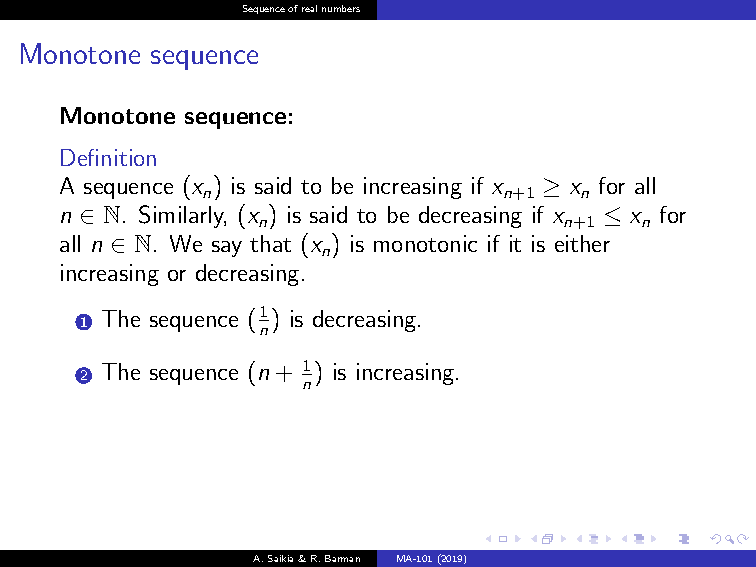 Sequence of real numbers
Monotone sequence
Monotone sequence:
Definition
A sequence (xₙ) is said to be increasing if xₙ₊₁ ≥ xₙ for all
n ∈ ℕ. Similarly, (xₙ) is said to be decreasing if xₙ₊₁ ≤ xₙ for
all n ∈ ℕ. We say that (xₙ) is monotonic if it is either
increasing or decreasing.
1 The sequence (1/n) is decreasing.
2 The sequence (n + 1/n) is increasing.
A. Saikia & R. Barman MA-101 (2019)